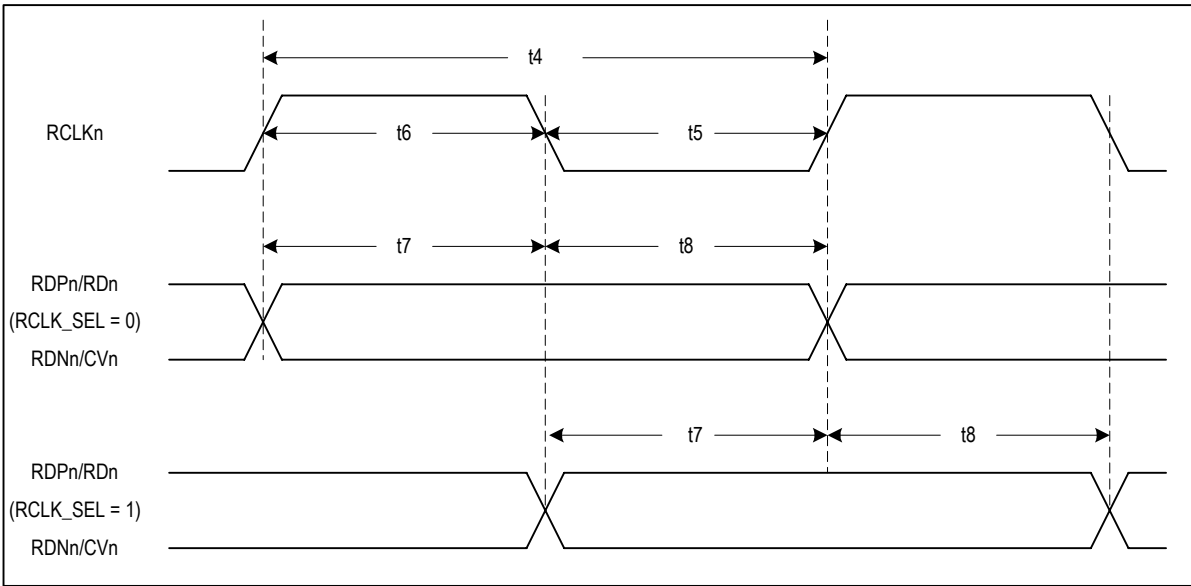 t4
RCLKn
t6
t5
t7
t8
RDPn/RDn
(RCLK_SEL = 0)
RDNn/CVn
t7
t8
RDPn/RDn
(RCLK_SEL = 1)
RDNn/CVn